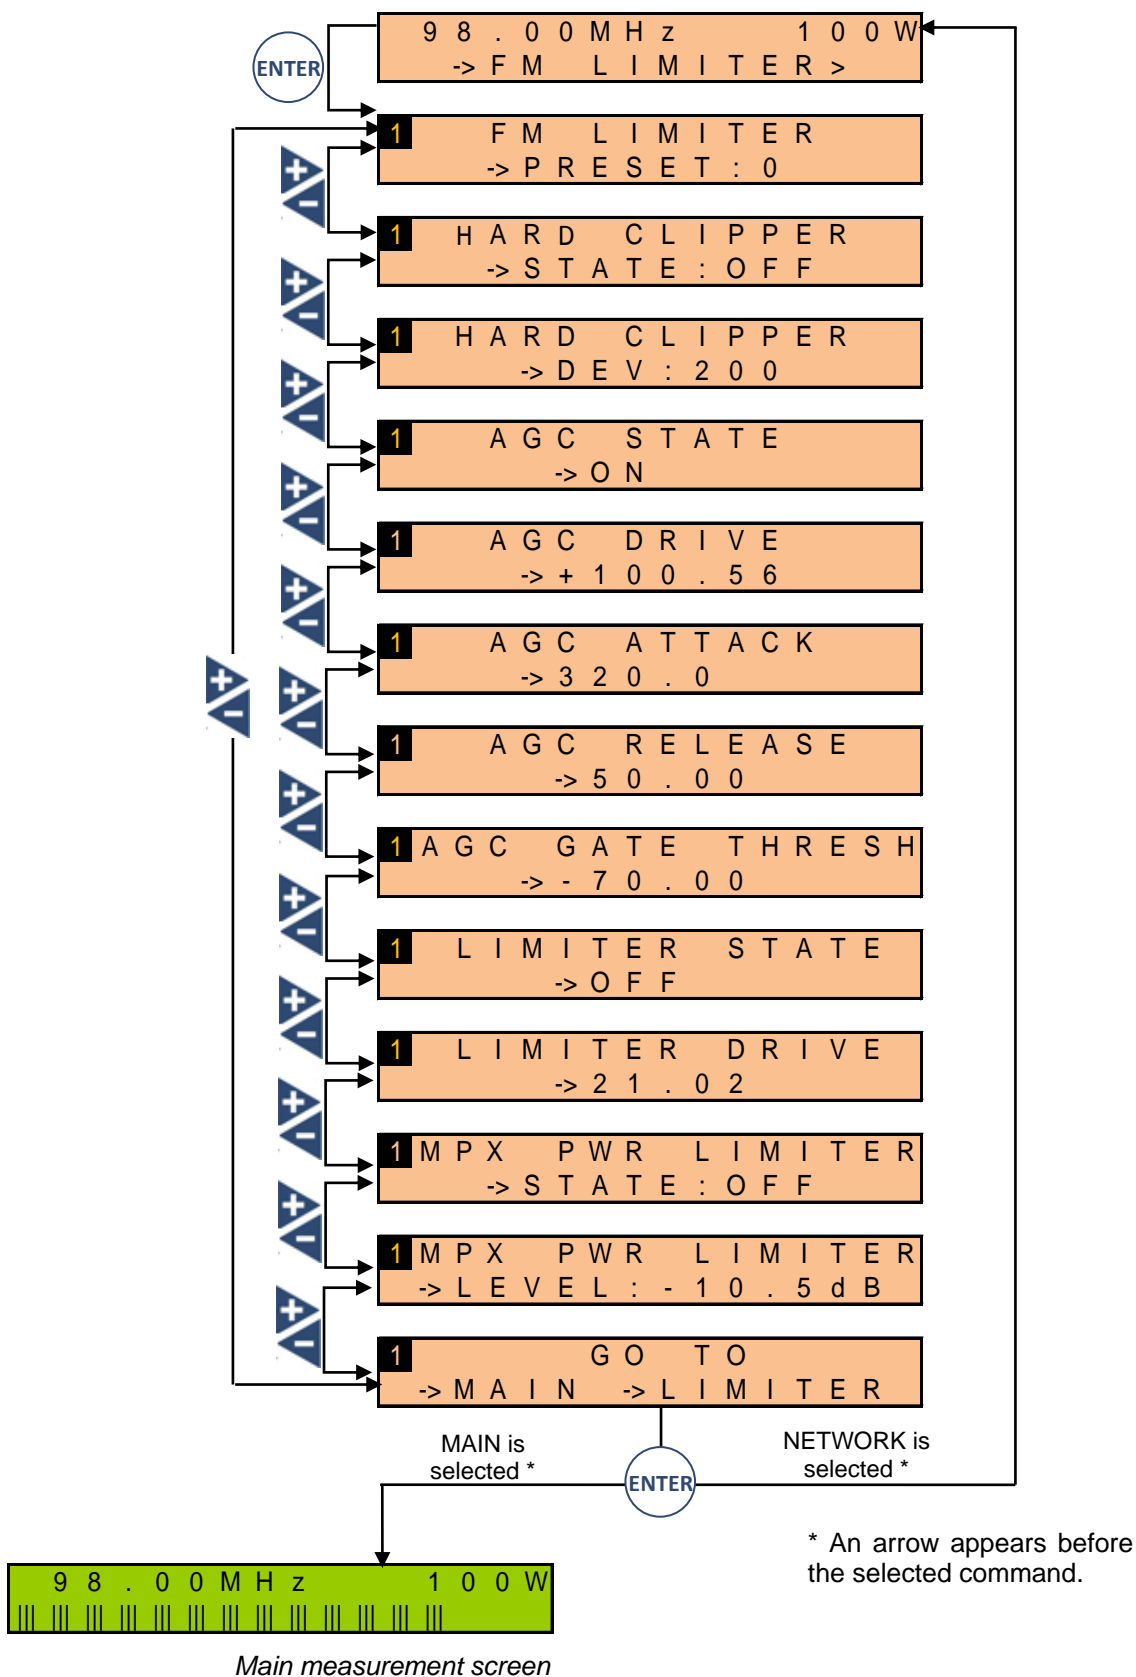 98.00MHz 100W
ENTER
->FM LIMITER>
1 FM LIMITER
->PRESET:0
+
-
1 HARD CLIPPER
->STATE:OFF
+
-
1 HARD CLIPPER
->DEV:200
+
-
1 AGC STATE
->ON
+
-
1 AGC DRIVE
->+100.56
+
-
1 AGC ATTACK
->320.0
+
-
+
-
1 AGC RELEASE
->50.00
+
-
1 AGC GATE THRESH
->-70.00
+
-
1 LIMITER STATE
->OFF
+
-
1 LIMITER DRIVE
->21.02
+
-
1 MPX PWR LIMITER
->STATE:OFF
+
-
1 MPX PWR LIMITER
->LEVEL:-10.5dB
+
-
1 GO TO
->MAIN ->LIMITER
MAIN is
selected *
ENTER
NETWORK is
selected *
* An arrow appears before
the selected command.
98.00MHz 100W
Main measurement screen